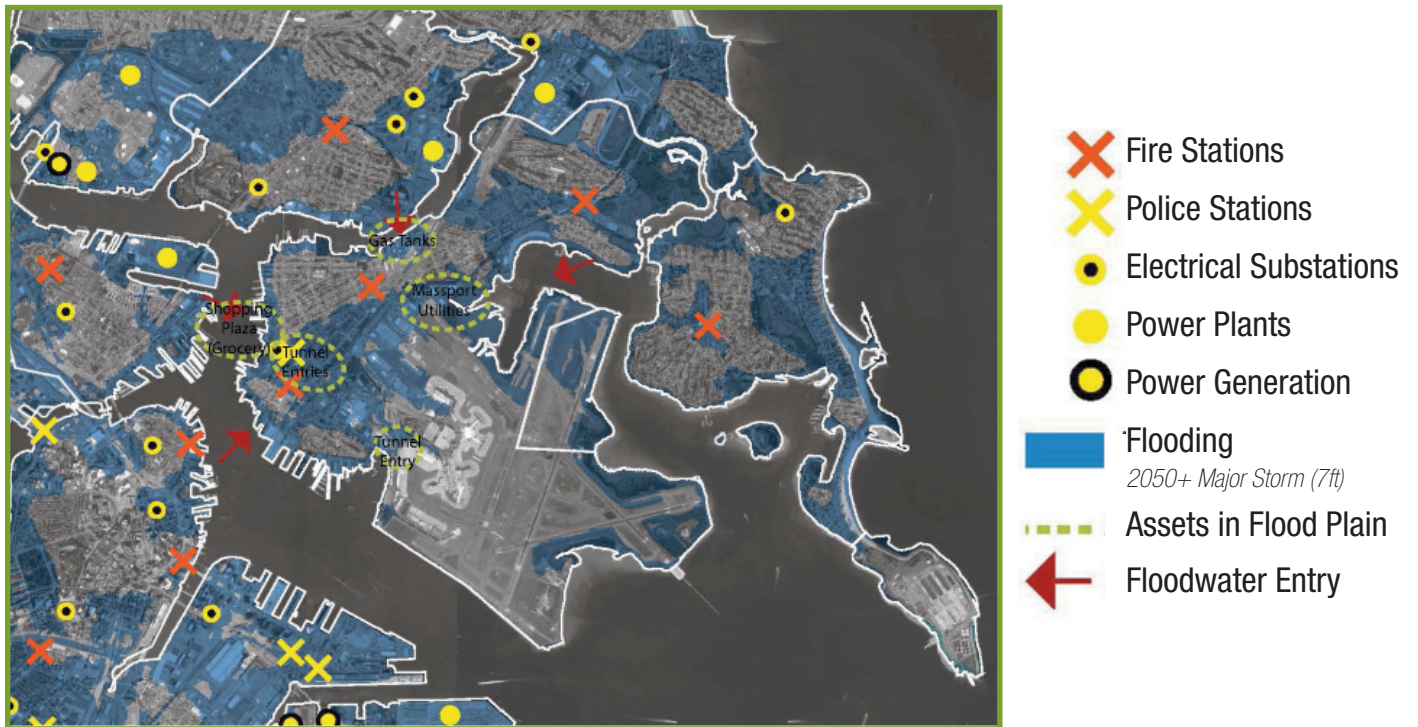 Gas Tanks
Massport
Utilities
Shopping
Plaza
(Grocery)
Tunnel
Entries
Tunnel
Entry
Fire Stations
Police Stations
Electrical Substations
Power Plants
Power Generation
Flooding
2050+ Major Storm (7ft)
Assets in Flood Plain
Floodwater Entry